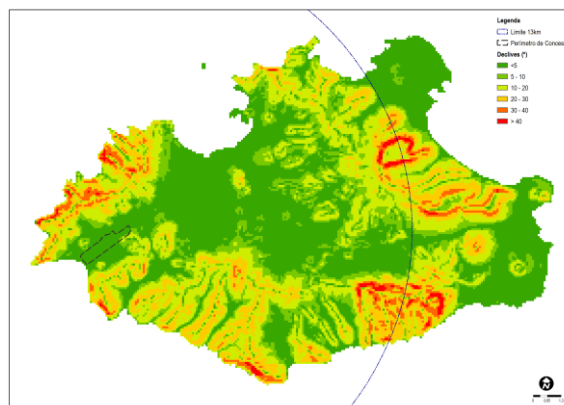 Legenda
Limite 13km
Perímetro de Conces
Declives (º)
<5
5 - 10
10 - 20
20 - 30
30 - 40
> 40
N